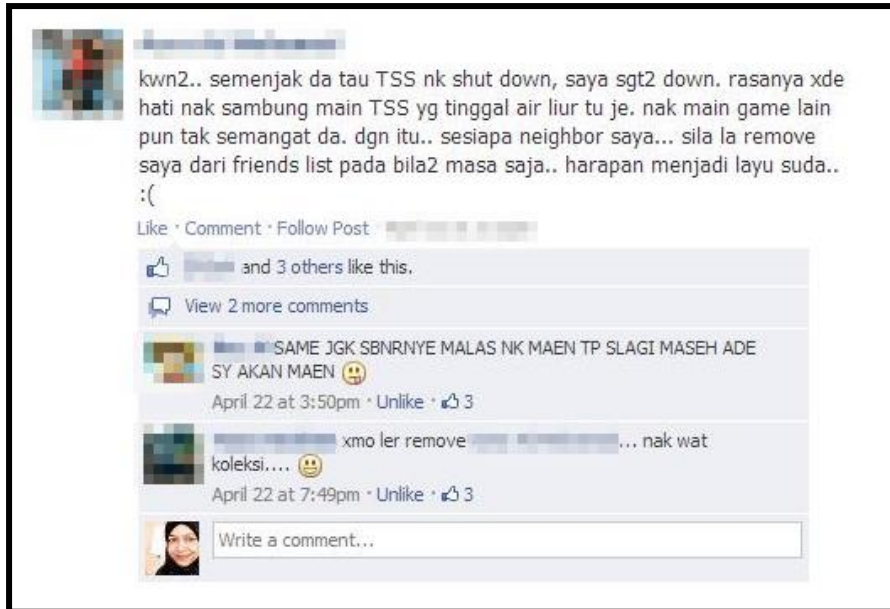 kwn2.. semenjak da tau TSS nk shut down, saya sgt2 down. rasanya xde
hati nak sambung main TSS yg tinggal air liur tu je. nak main game lain
pun tak semangat da. dgn itu.. sesiapa neighbor saya... sila la remove
saya dari friends list pada bila2 masa saja.. harapan menjadi layu suda..
:(
Like · Comment · Follow Post ·
and 3 others like this.
View 2 more comments
SAME JGK SBNRNYE MALAS NK MAEN TP SLAGI MASEH ADE
SY AKAN MAEN
April 22 at 3:50pm · Unlike · 3
xmo ler remove ... nak wat
koleksi....
April 22 at 7:49pm · Unlike · 3
Write a comment...